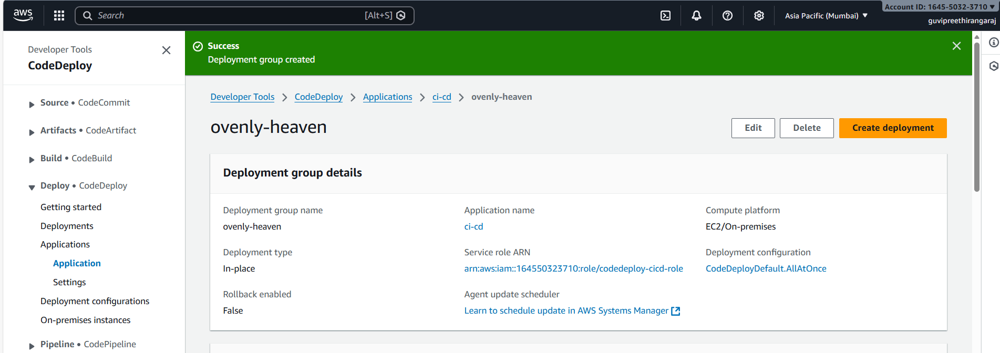 aws
Search [Alt+S]
Asia Pacific (Mumbai) ▼
Account ID: 1645-5032-3710 ▼
guvipreethirangaraj
Developer Tools
CodeDeploy
Source • CodeCommit
Artifacts • CodeArtifact
Build • CodeBuild
Deploy • CodeDeploy
Getting started
Deployments
Applications
Application
Settings
Deployment configurations
On-premises instances
Pipeline • CodePipeline
Success
Deployment group created
Developer Tools > CodeDeploy > Applications > ci-cd > ovenly-heaven
ovenly-heaven
Edit
Delete
Create deployment
Deployment group details
Deployment group name
ovenly-heaven
Application name
ci-cd
Compute platform
EC2/On-premises
Deployment type
In-place
Service role ARN
arn:aws:iam::164550323710:role/codedeploy-cicd-role
Deployment configuration
CodeDeployDefault.AllAtOnce
Rollback enabled
False
Agent update scheduler
Learn to schedule update in AWS Systems Manager